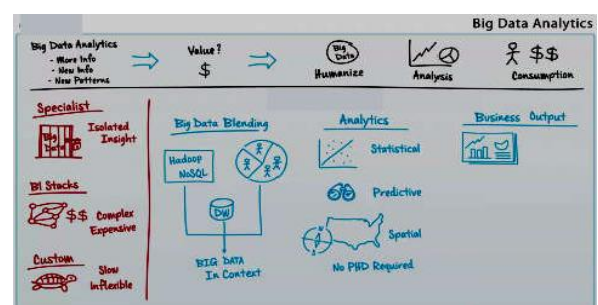 Big Data Analytics
Big Data Analytics
- More Info
- New Info
- New Patterns
Value?
$
Big Data
Humanize
Analysis
$$
Consumption
Specialist
Big Data
Isolated
Insight
BI Stacks
$$ Complex
Expensive
Custom
Slow
Inflexible
Big Data Blending
Hadoop
NoSQL
DW
BIG DATA
In Context
Analytics
Statistical
Predictive
Spatial
No PHD Required
Business Output